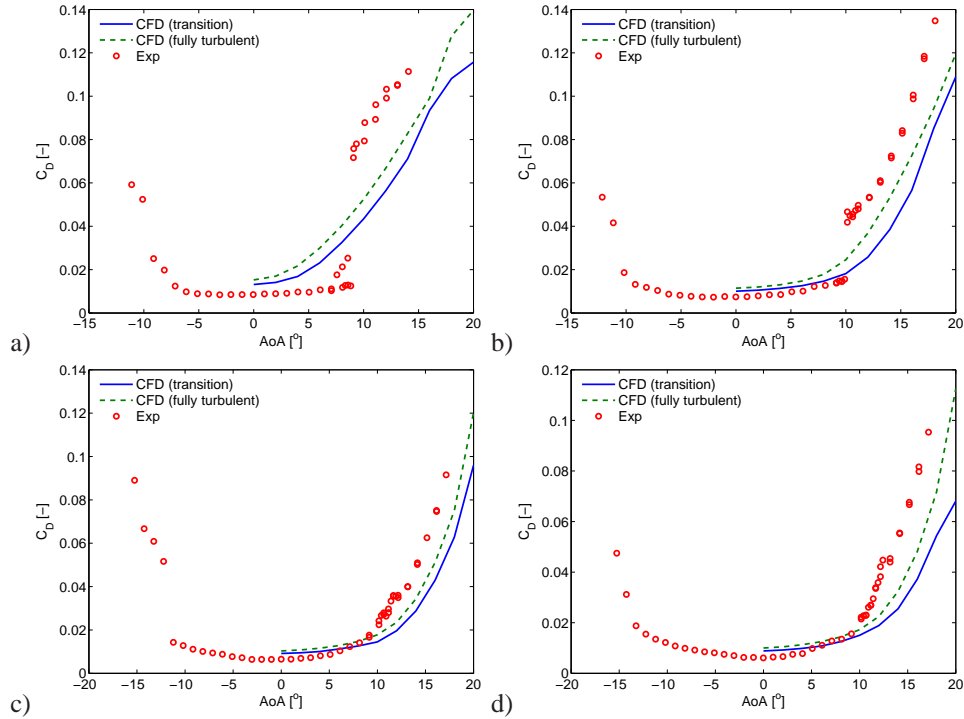 CFD (transition)
CFD (fully turbulent)
Exp
0.14
0.12
0.1
0.08
0.06
0.04
0.02
0
C_D [−]
−15 −10 −5 0 5 10 15 20
AoA [°]
a)
CFD (transition)
CFD (fully turbulent)
Exp
0.14
0.12
0.1
0.08
0.06
0.04
0.02
0
C_D [−]
−15 −10 −5 0 5 10 15 20
AoA [°]
b)
CFD (transition)
CFD (fully turbulent)
Exp
0.14
0.12
0.1
0.08
0.06
0.04
0.02
0
C_D [−]
−20 −15 −10 −5 0 5 10 15 20
AoA [°]
c)
CFD (transition)
CFD (fully turbulent)
Exp
0.12
0.1
0.08
0.06
0.04
0.02
0
C_D [−]
−20 −15 −10 −5 0 5 10 15 20
AoA [°]
d)